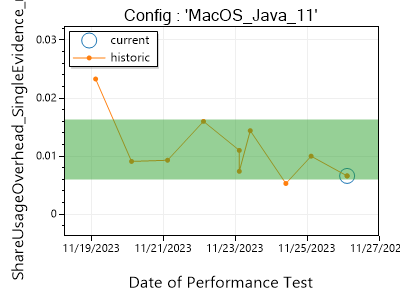 Config : 'MacOS_Java_11'
current
historic
0.03
0.02
0.01
0
ShareUsageOverhead_SingleEvidence_
11/19/2023
11/21/2023
11/23/2023
11/25/2023
11/27/20
Date of Performance Test